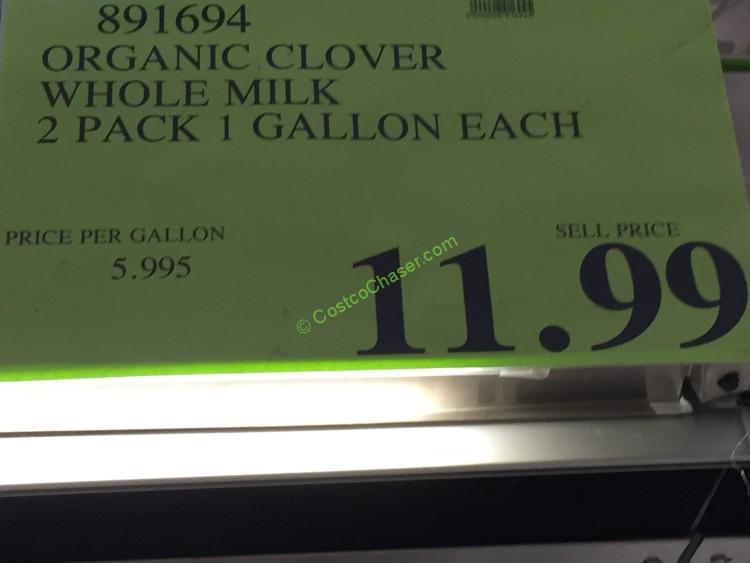 891694
ORGANIC CLOVER
WHOLE MILK
2 PACK 1 GALLON EACH
PRICE PER GALLON
5.995
SELL PRICE
11.99
© CostcoChaser.com